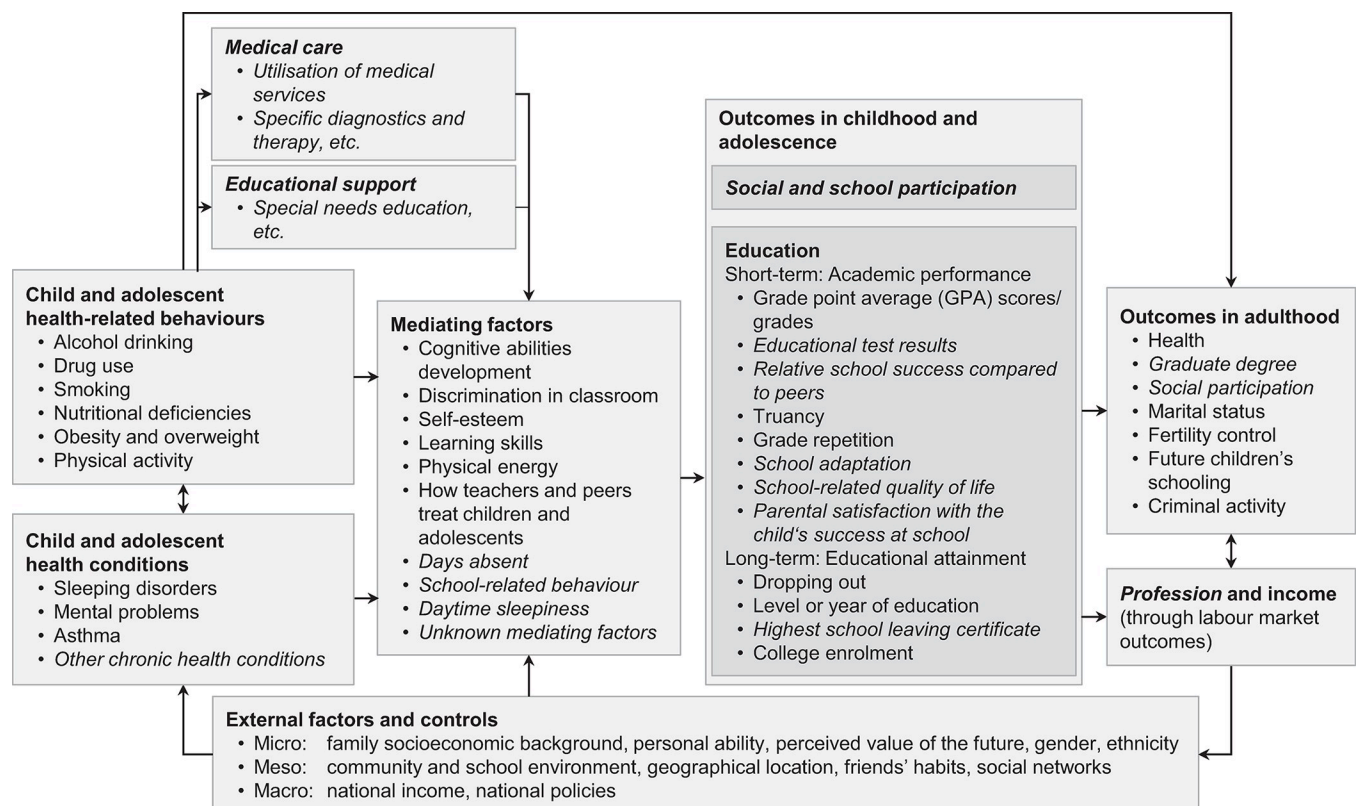 Medical care
• Utilisation of medical
services
• Specific diagnostics and
therapy, etc.
Educational support
• Special needs education,
etc.
Child and adolescent
health-related behaviours
• Alcohol drinking
• Drug use
• Smoking
• Nutritional deficiencies
• Obesity and overweight
• Physical activity
Child and adolescent
health conditions
• Sleeping disorders
• Mental problems
• Asthma
• Other chronic health conditions
Mediating factors
• Cognitive abilities
development
• Discrimination in classroom
• Self-esteem
• Learning skills
• Physical energy
• How teachers and peers
treat children and
adolescents
• Days absent
• School-related behaviour
• Daytime sleepiness
• Unknown mediating factors
Outcomes in childhood and
adolescence
Social and school participation
Education
Short-term: Academic performance
• Grade point average (GPA) scores/
grades
• Educational test results
• Relative school success compared
to peers
• Truancy
• Grade repetition
• School adaptation
• School-related quality of life
• Parental satisfaction with the
child‘s success at school
Long-term: Educational attainment
• Dropping out
• Level or year of education
• Highest school leaving certificate
• College enrolment
Outcomes in adulthood
• Health
• Graduate degree
• Social participation
• Marital status
• Fertility control
• Future children’s
schooling
• Criminal activity
Profession and income
(through labour market
outcomes)
External factors and controls
• Micro: family socioeconomic background, personal ability, perceived value of the future, gender, ethnicity
• Meso: community and school environment, geographical location, friends’ habits, social networks
• Macro: national income, national policies